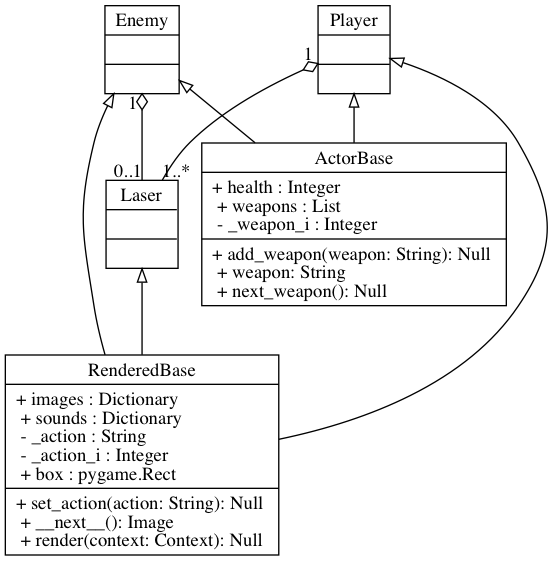 Enemy
Player
1
1
0..1
1..*
ActorBase
+ health : Integer
+ weapons : List
- _weapon_i : Integer
+ add_weapon(weapon: String): Null
+ weapon: String
+ next_weapon(): Null
Laser
RenderedBase
+ images : Dictionary
+ sounds : Dictionary
- _action : String
- _action_i : Integer
+ box : pygame.Rect
+ set_action(action: String): Null
+ __next__(): Image
+ render(context: Context): Null